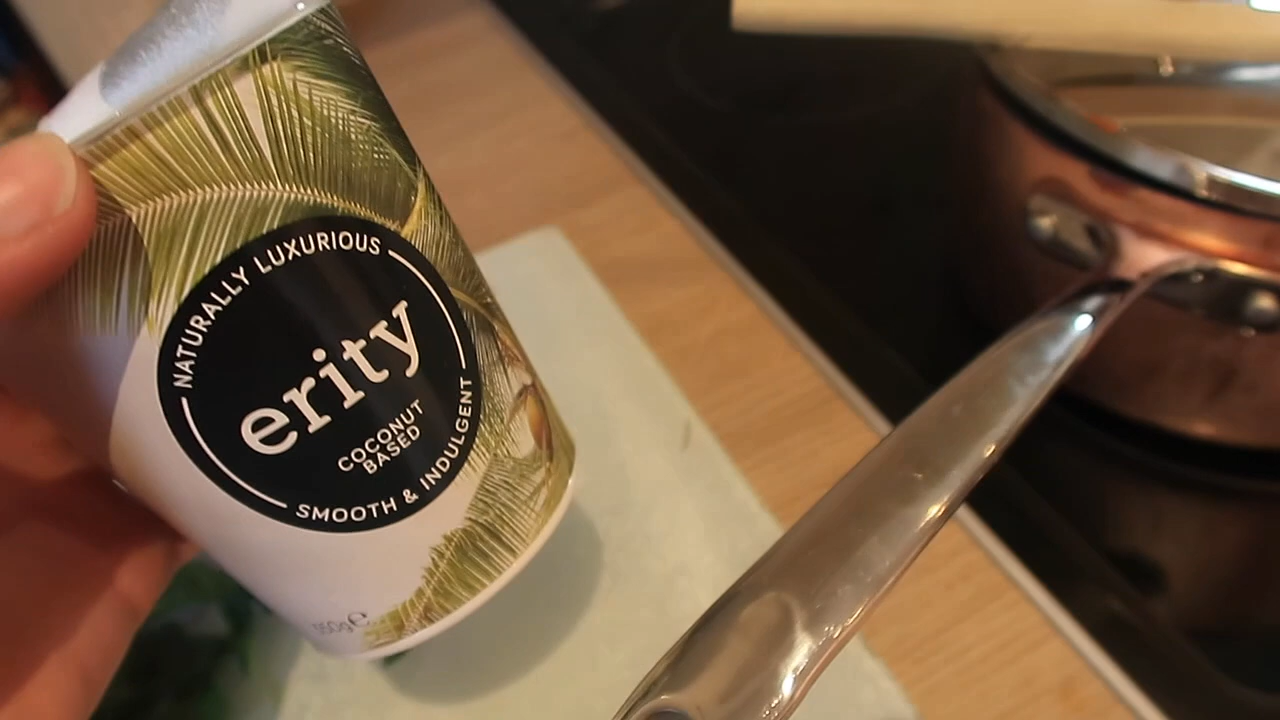 NATURALLY LUXURIOUS
erity
COCONUT
BASED
SMOOTH & INDULGENT